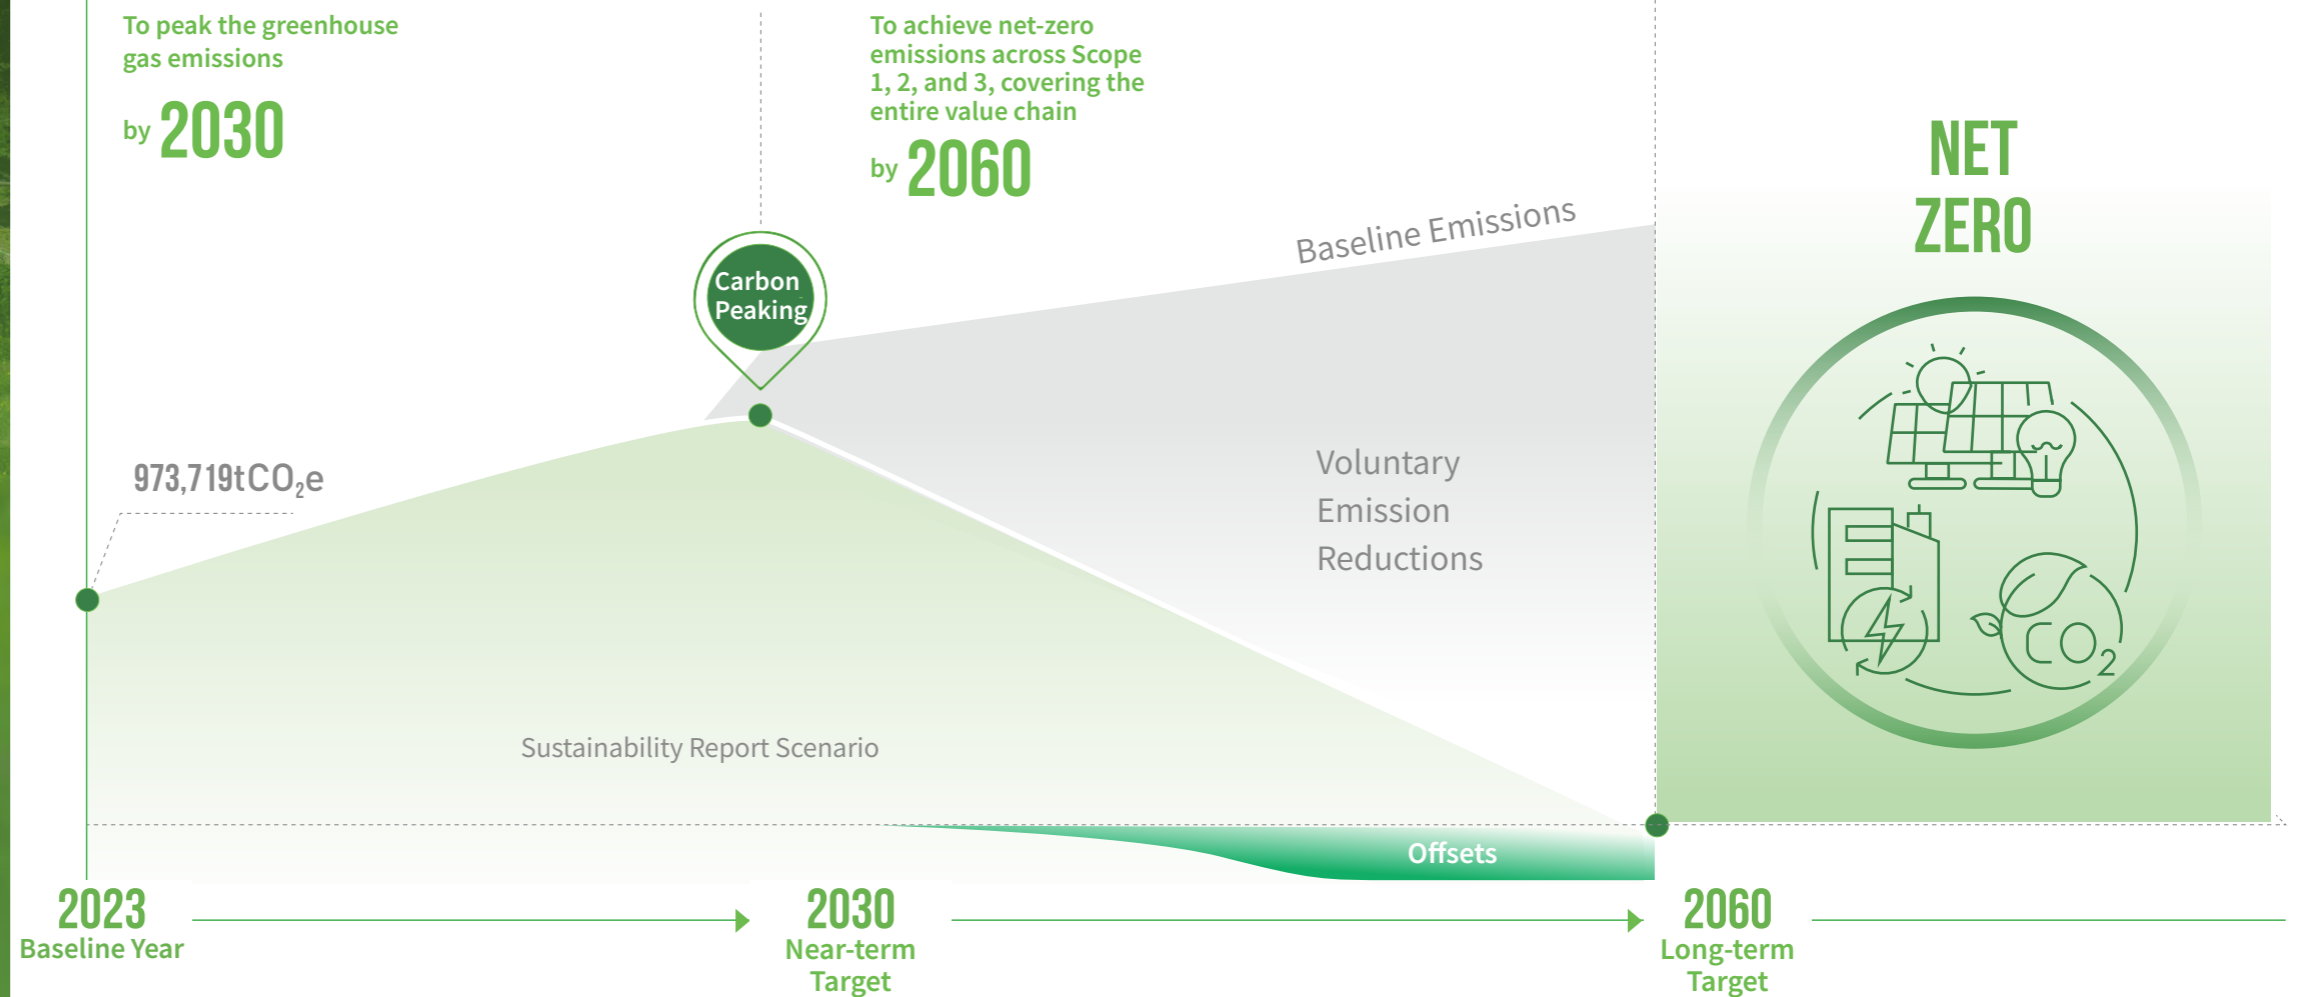 To peak the greenhouse
gas emissions
by 2030
To achieve net-zero
emissions across Scope
1, 2, and 3, covering the
entire value chain
by 2060
NET
ZERO
Baseline Emissions
Carbon
Peaking
973,719tCO₂e
Voluntary
Emission
Reductions
CO₂
Sustainability Report Scenario
Offsets
2023
Baseline Year
2030
Near-term
Target
2060
Long-term
Target